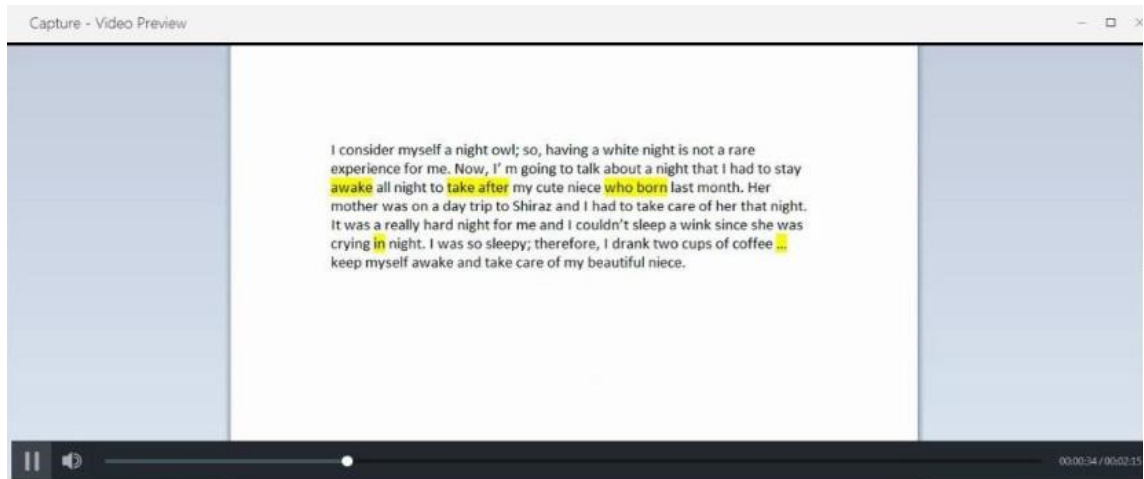 Capture - Video Preview
I consider myself a night owl; so, having a white night is not a rare
experience for me. Now, I' m going to talk about a night that I had to stay
awake all night to take after my cute niece who born last month. Her
mother was on a day trip to Shiraz and I had to take care of her that night.
It was a really hard night for me and I couldn't sleep a wink since she was
crying in night. I was so sleepy; therefore, I drank two cups of coffee ...
keep myself awake and take care of my beautiful niece.
00:00:34 / 00:02:15